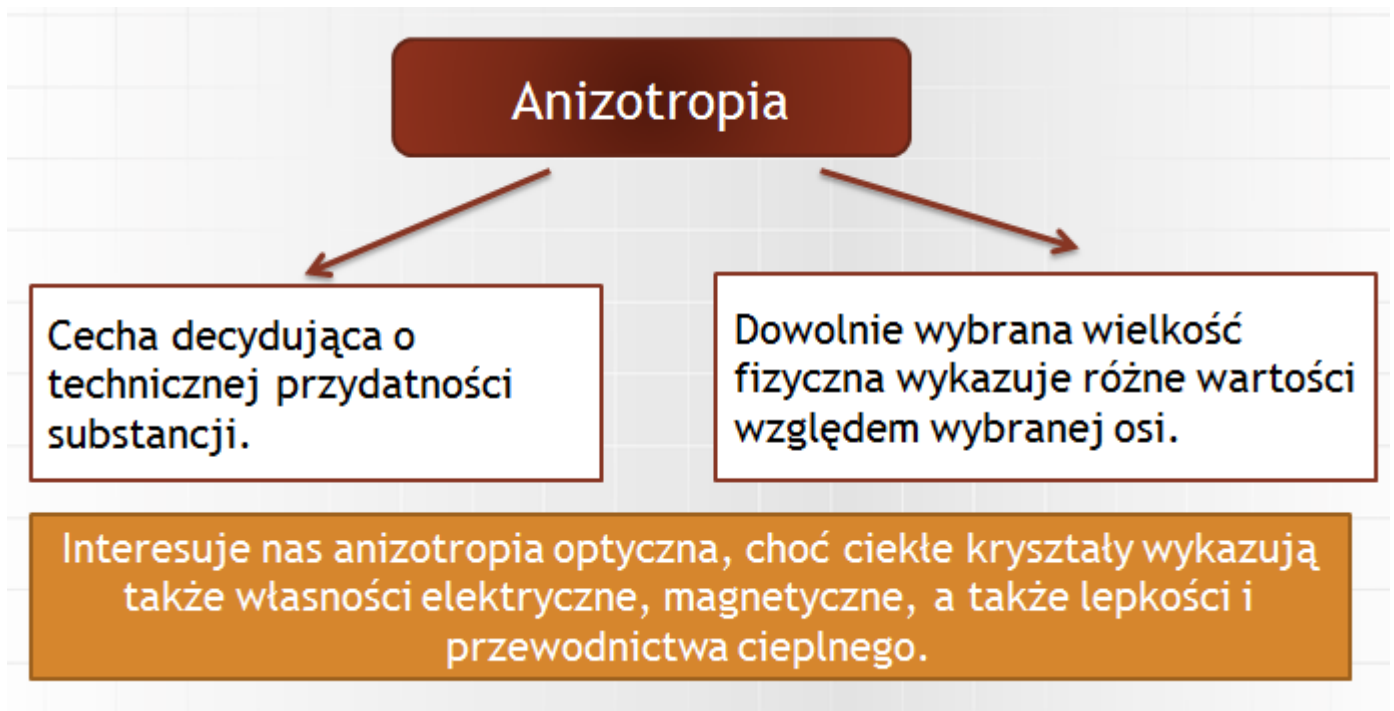 Anizotropia
Cecha decydująca o
technicznej przydatności
substancji.
Dowolnie wybrana wielkość
fizyczna wykazuje różne wartości
względem wybranej osi.
Interesuje nas anizotropia optyczna, choć ciekłe kryształy wykazują
także własności elektryczne, magnetyczne, a także lepkości i
przewodnictwa cieplnego.